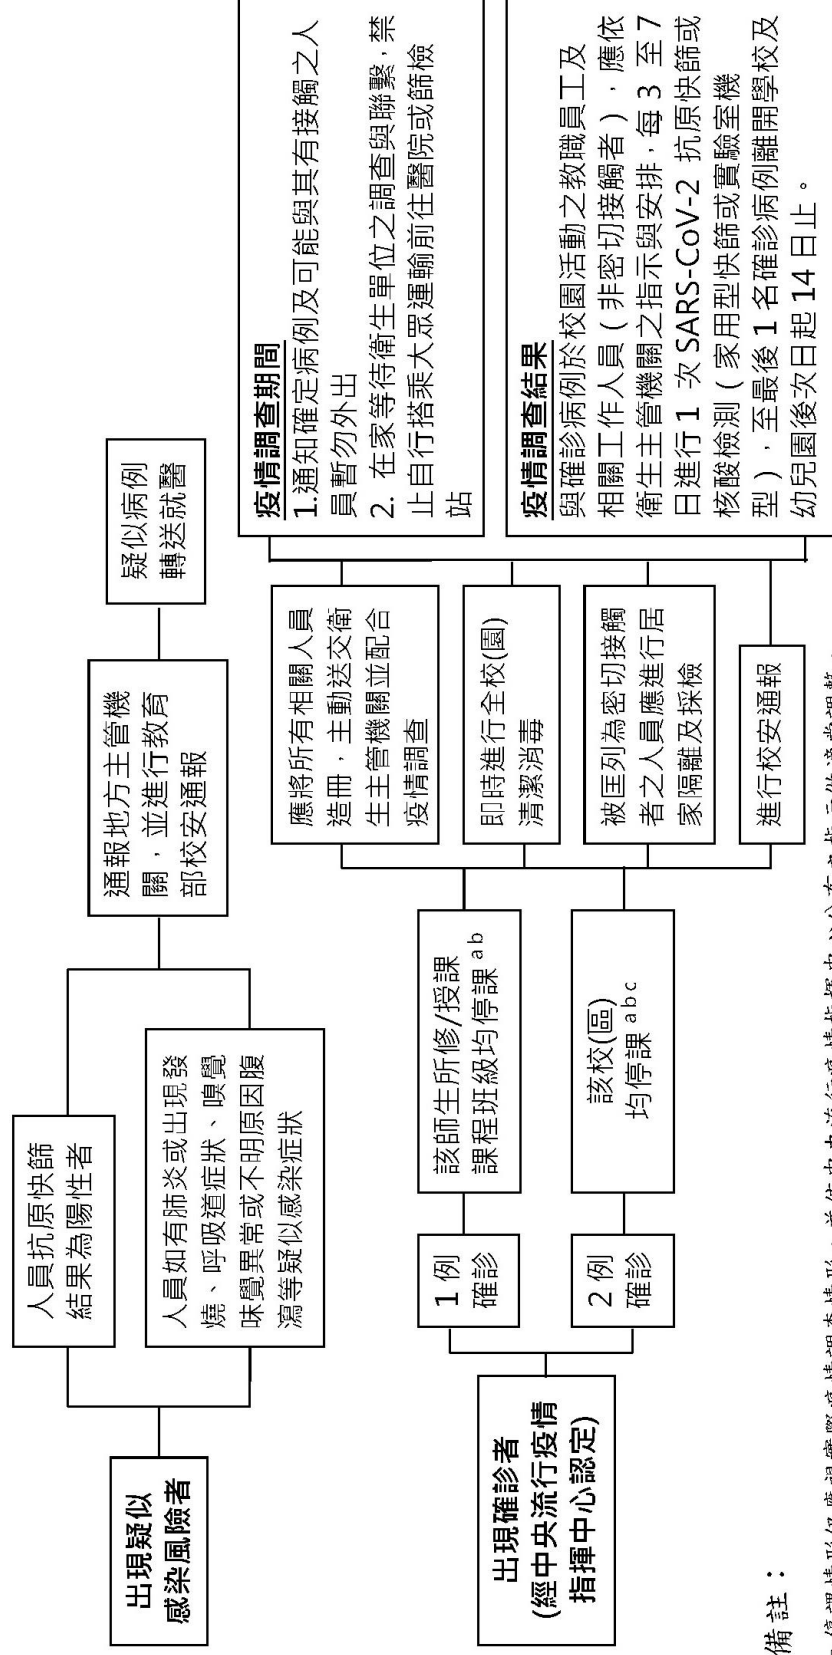 出現疑似
感染風險者
人員抗原快篩
結果為陽性者
人員如有肺炎或出現發
燒、呼吸道症狀、嗅覺
味覺異常或不明原因腹
瀉等疑似感染症狀
通報地方主管機
關，並進行教育
部校安通報
疑似病例
轉送就醫
出現確診者
(經中央流行疫情
指揮中心認定)
1 例
確診
該師生所修/授課
課程班級均停課 ab
2 例
確診
該校(區)
均停課 abc
應將所有相關人員
造冊，主動送交衛
生主管機關並配合
疫情調查
即時進行全校(園)
清潔消毒
被匡列為密切接觸
者之人員應進行居
家隔離及採檢
進行校安通報
疫情調查期間
1.通知確定病例及可能與其有接觸之人
員暫勿外出
2. 在家等待衛生單位之調查與聯繫，禁
止自行搭乘大眾運輸前往醫院或篩檢
站
疫情調查結果
與確診病例於校園活動之教職員工及
相關工作人員（非密切接觸者），應依
衛生主管機關之指示與安排，每 3 至 7
日進行 1 次 SARS-CoV-2 抗原快篩或
核酸檢測（家用型快篩或實驗室機
型），至最後 1 名確診病例離開學校及
幼兒園後次日起 14 日止。
備註：